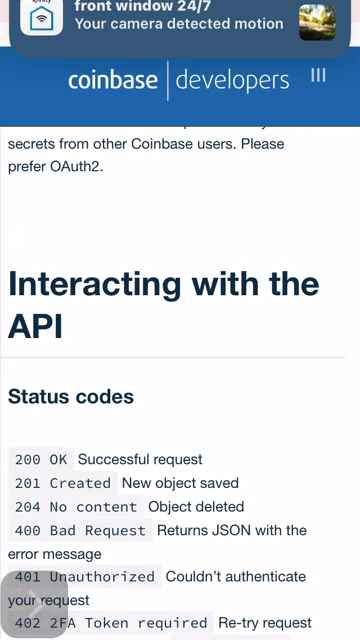 front window 24/7
Your camera detected motion
coinbase | developers
secrets from other Coinbase users. Please
prefer OAuth2.
Interacting with the
API
Status codes
200 OK Successful request
201 Created New object saved
204 No content Object deleted
400 Bad Request Returns JSON with the
error message
401 Unauthorized Couldn’t authenticate
your request
402 2FA Token required Re-try request